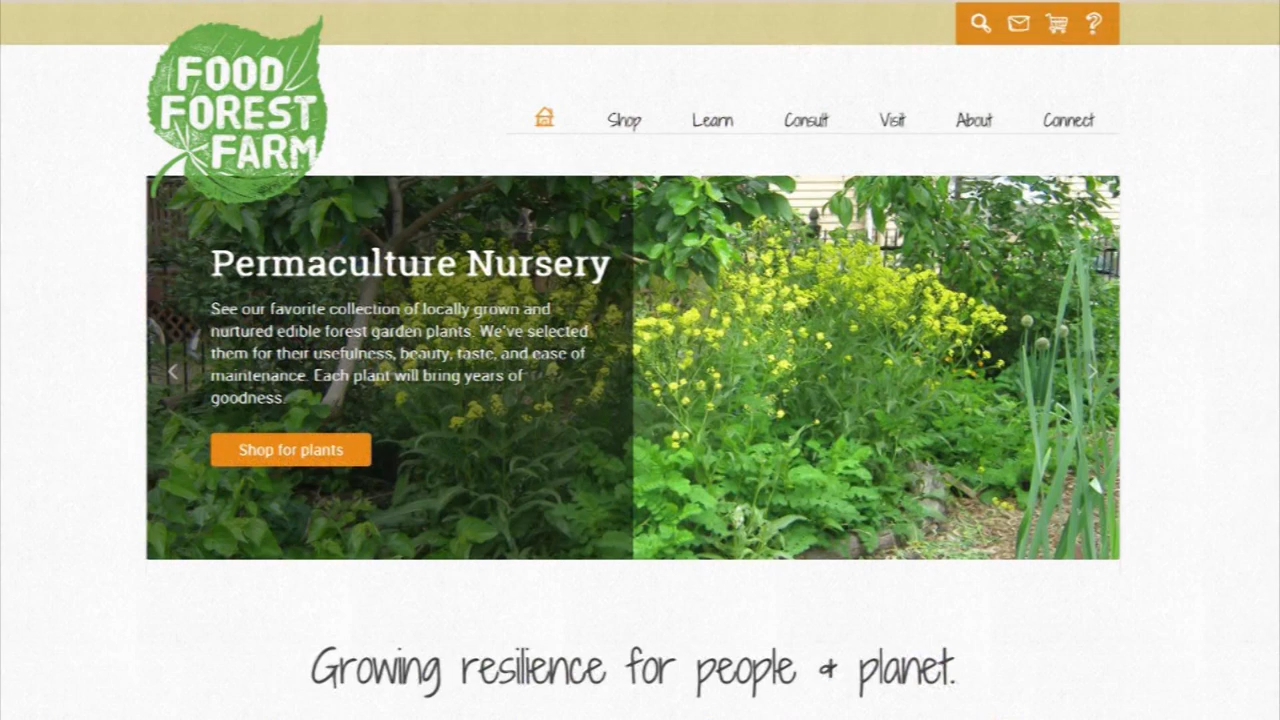 FOOD
FOREST
FARM
Shop Learn Consult Visit About Connect
Permaculture Nursery
See our favorite collection of locally grown and
nurtured edible forest garden plants. We've selected
them for their usefulness, beauty, taste, and ease of
maintenance. Each plant will bring years of
goodness.
Shop for plants
Growing resilience for people & planet.